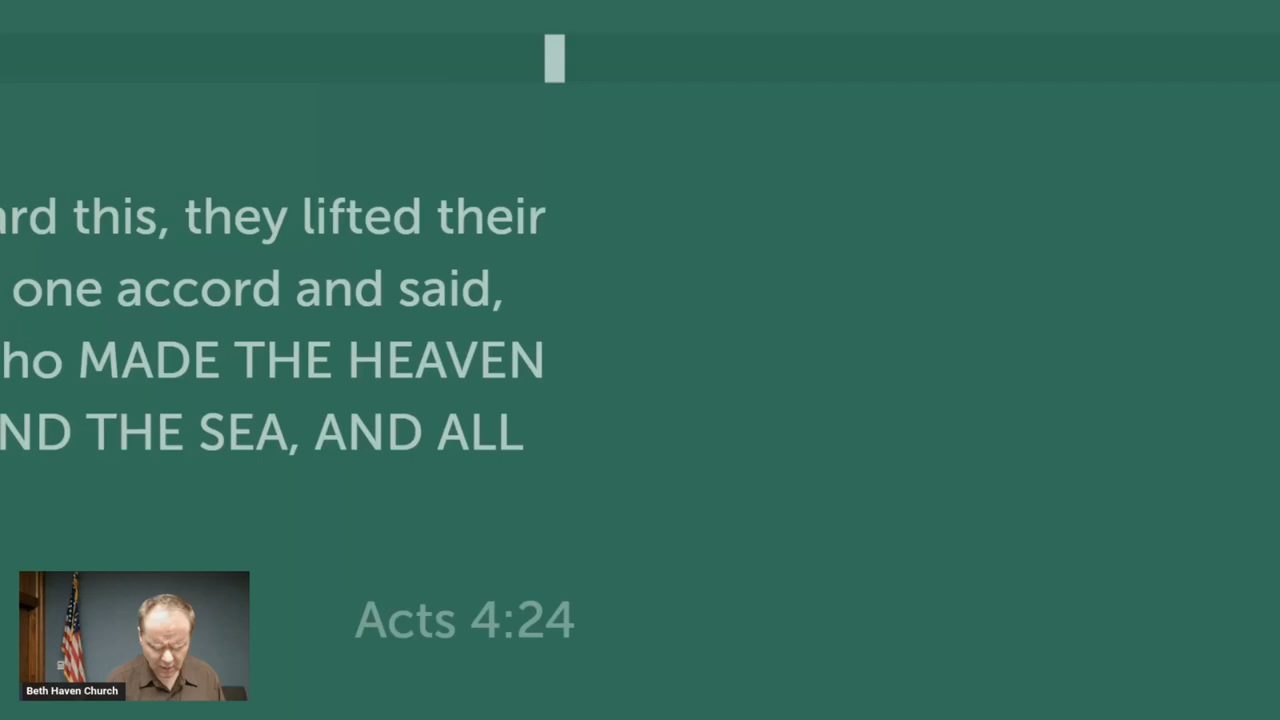 ard this, they lifted their
one accord and said,
ho MADE THE HEAVEN
ND THE SEA, AND ALL
Acts 4:24
Beth Haven Church